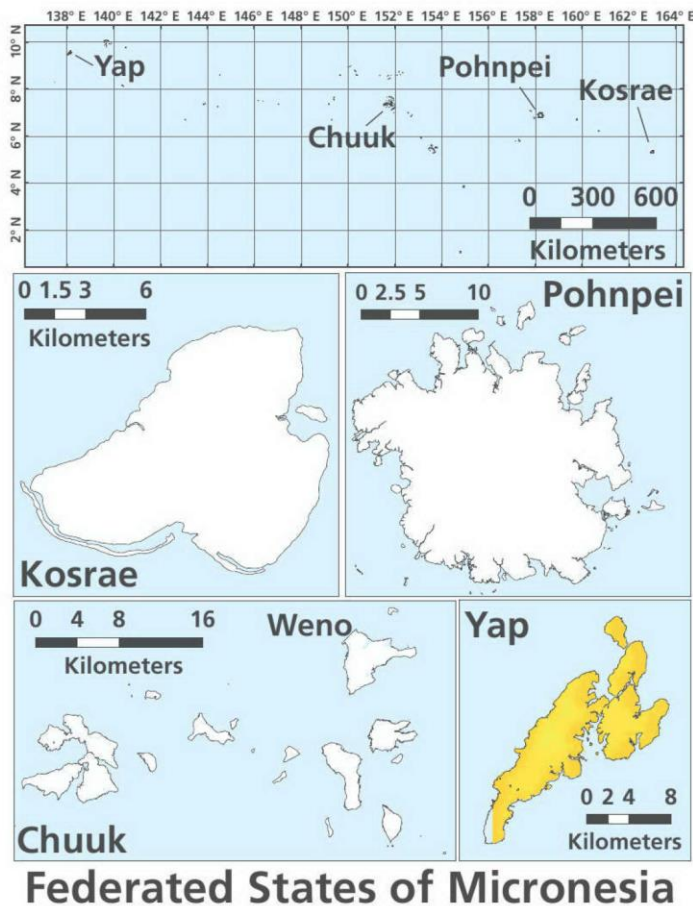 138° E 140° E 142° E 144° E 146° E 148° E 150° E 152° E 154° E 156° E 158° E 160° E 162° E 164° E
10° N
8° N
6° N
4° N
2° N
Yap
Pohnpei
Kosrae
Chuuk
0 300 600
Kilometers
0 1.5 3 6
Kilometers
Kosrae
0 2.5 5 10
Pohnpei
Kilometers
0 4 8 16
Kilometers
Weno
Chuuk
Yap
0 2 4 8
Kilometers
Federated States of Micronesia